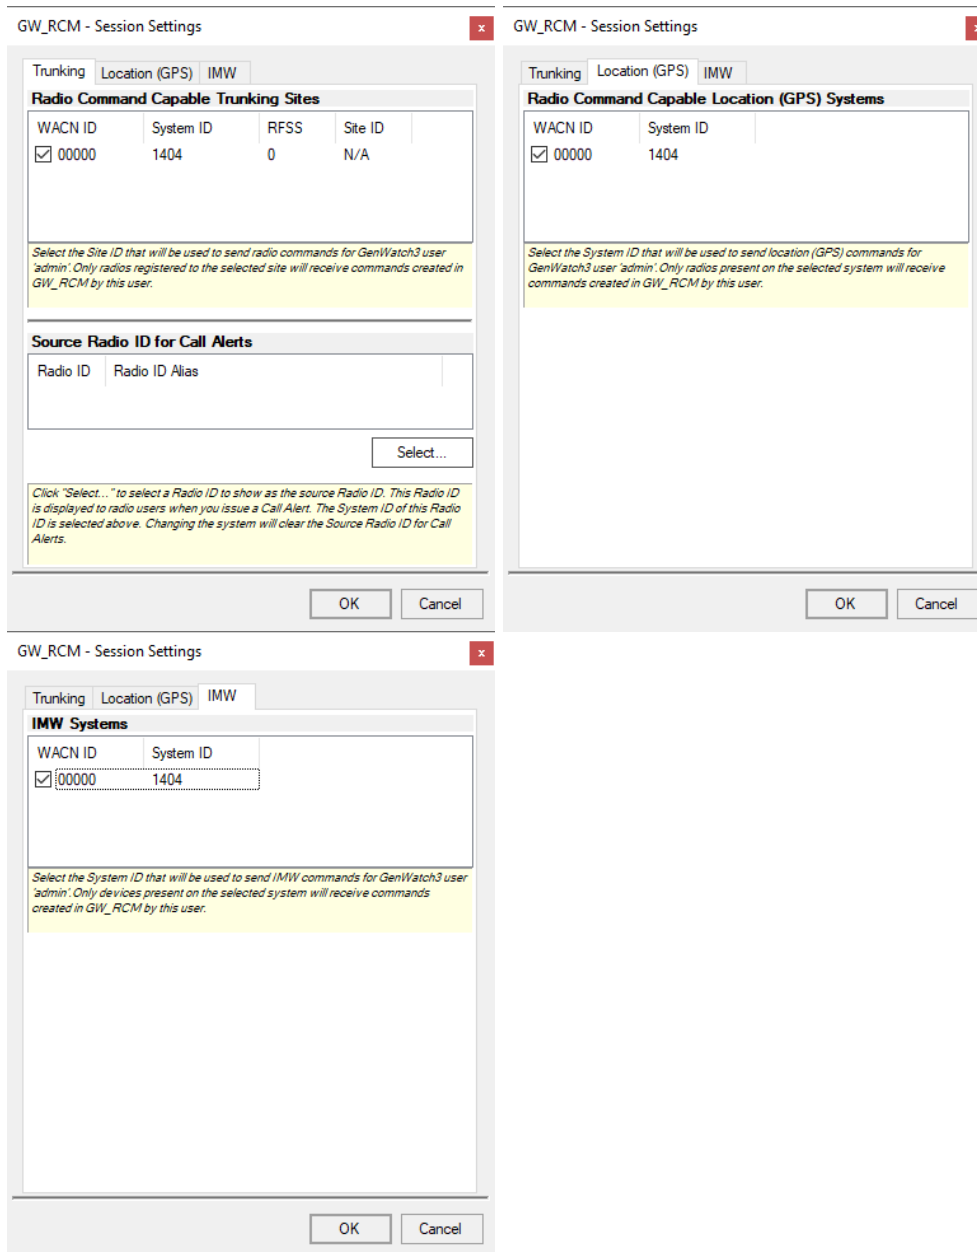 GW_RCM - Session Settings
x
Trunking Location (GPS) IMW
Radio Command Capable Trunking Sites
WACN ID System ID RFSS Site ID
00000 1404 0 N/A
Select the Site ID that will be used to send radio commands for GenWatch3 user
'admin'. Only radios registered to the selected site will receive commands created in
GW_RCM by this user.
Source Radio ID for Call Alerts
Radio ID Radio ID Alias
Select...
Click "Select..." to select a Radio ID to show as the source Radio ID. This Radio ID
is displayed to radio users when you issue a Call Alert. The System ID of this Radio
ID is selected above. Changing the system will clear the Source Radio ID for Call
Alerts.
OK Cancel
GW_RCM - Session Settings
x
Trunking Location (GPS) IMW
Radio Command Capable Location (GPS) Systems
WACN ID System ID
00000 1404
Select the System ID that will be used to send location (GPS) commands for
GenWatch3 user 'admin'. Only radios present on the selected system will receive
commands created in GW_RCM by this user.
OK Cancel
GW_RCM - Session Settings
x
Trunking Location (GPS) IMW
IMW Systems
WACN ID System ID
00000 1404
Select the System ID that will be used to send IMW commands for GenWatch3 user
'admin'. Only devices present on the selected system will receive commands
created in GW_RCM by this user.
OK Cancel